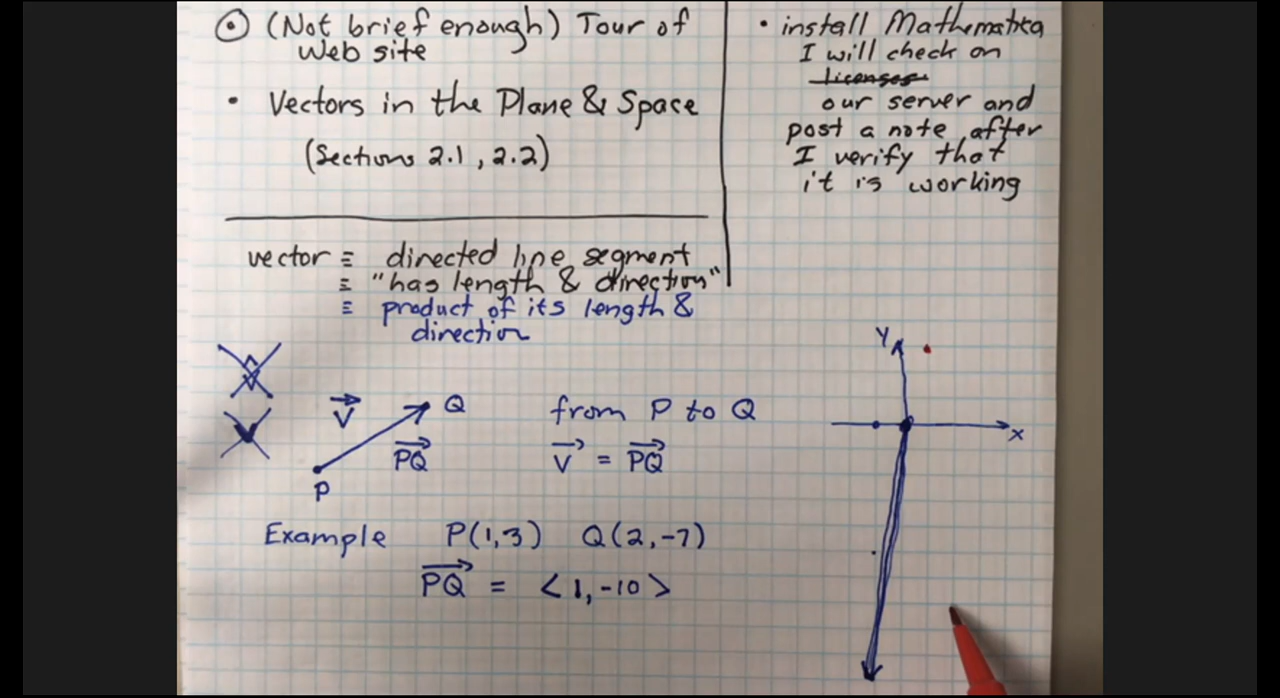 (Not brief enough) Tour of
Web site
• Vectors in the Plane & Space
(Sections 2.1, 2.2)
• install Mathematica
I will check on
licenses
our server and
post a note after
I verify that
it is working
vector ≡ directed line segment
≡ "has length & direction"
≡ product of its length &
direction
V Q from P to Q
PQ V = PQ
P
Example P(1,3) Q(2,-7)
PQ = <1,-10>
Y
x